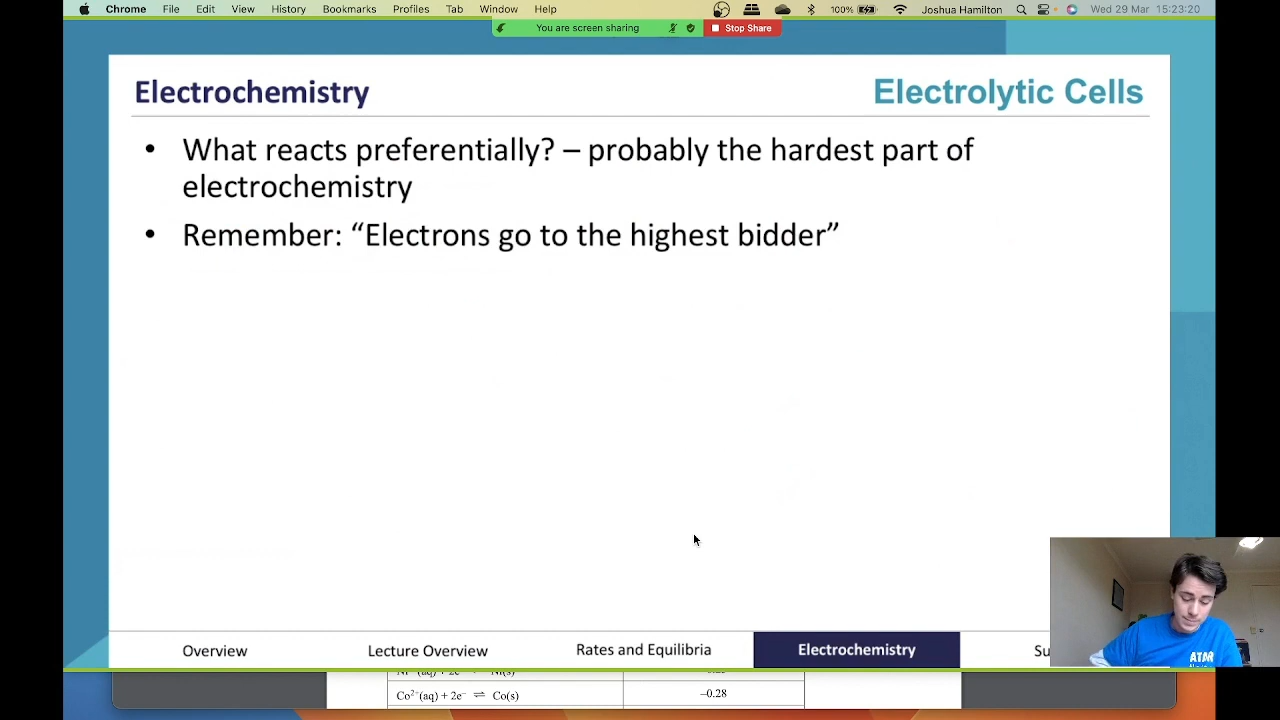 Chrome File Edit View History Bookmarks Profiles Tab Window Help 100% Joshua Hamilton Wed 29 Mar 15:23:20
You are screen sharing Stop Share
Electrochemistry Electrolytic Cells
• What reacts preferentially? – probably the hardest part of
electrochemistry
• Remember: “Electrons go to the highest bidder”
Overview Lecture Overview Rates and Equilibria Electrochemistry
ATAR
Co²⁺(aq) + 2e⁻ ⇌ Co(s) –0.28